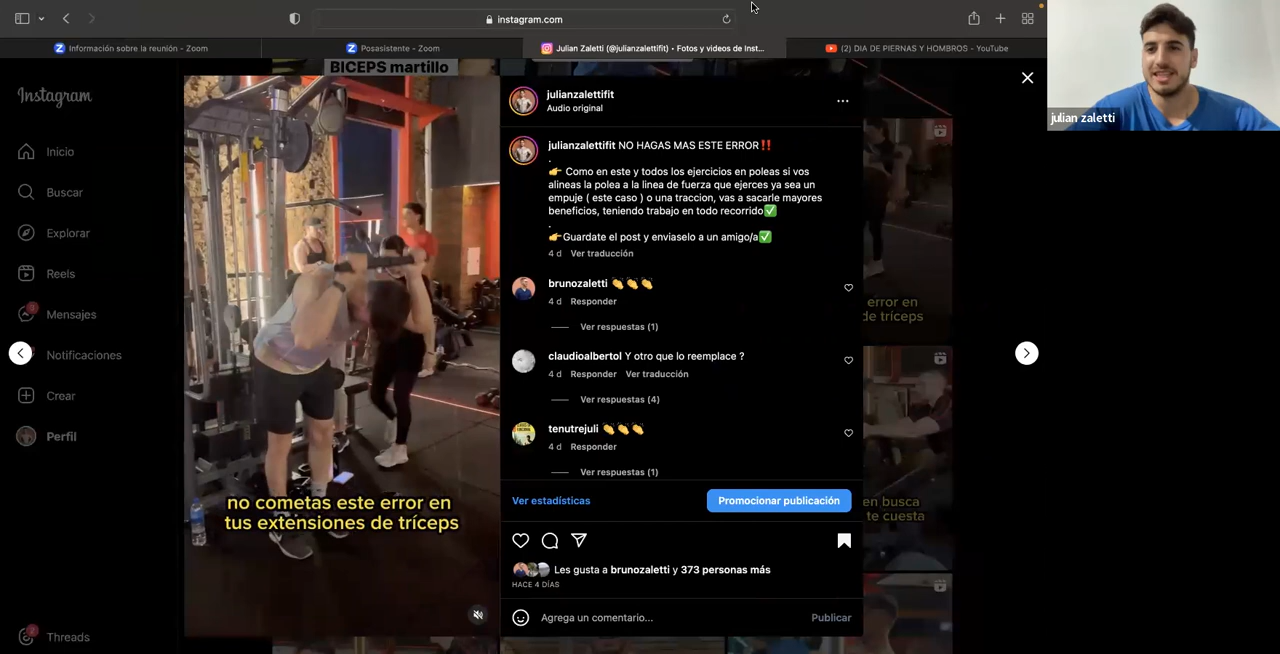 instagram.com
Información sobre la reunión - Zoom
Posasistente - Zoom
Julian Zaletti (@julianzalettifit) • Fotos y videos de Inst...
(2) DIA DE PIERNAS Y HOMBROS - YouTube
julian zaletti
BICEPS martillo
Instagram
Inicio
Buscar
Explorar
Reels
Mensajes
Notificaciones
Crear
Perfil
Threads
2
no cometas este error en
tus extensiones de tríceps
julianzalettifit
Audio original
julianzalettifit NO HAGAS MAS ESTE ERROR‼️
.
👉 Como en este y todos los ejercicios en poleas si vos
alineas la polea a la linea de fuerza que ejerces ya sea un
empuje ( este caso ) o una traccion, vas a sacarle mayores
beneficios, teniendo trabajo en todo recorrido✅
.
👉Guardate el post y enviaselo a un amigo/a✅
4 d Ver traducción
brunozaletti 👏👏👏
4 d Responder
Ver respuestas (1)
claudioalbertol Y otro que lo reemplace ?
4 d Responder Ver traducción
Ver respuestas (4)
tenutrejuli 👏👏👏
4 d Responder
Ver respuestas (1)
Ver estadísticas
Promocionar publicación
Les gusta a brunozaletti y 373 personas más
HACE 4 DÍAS
Agrega un comentario...
Publicar
error en
de tríceps
en busca
te cuesta